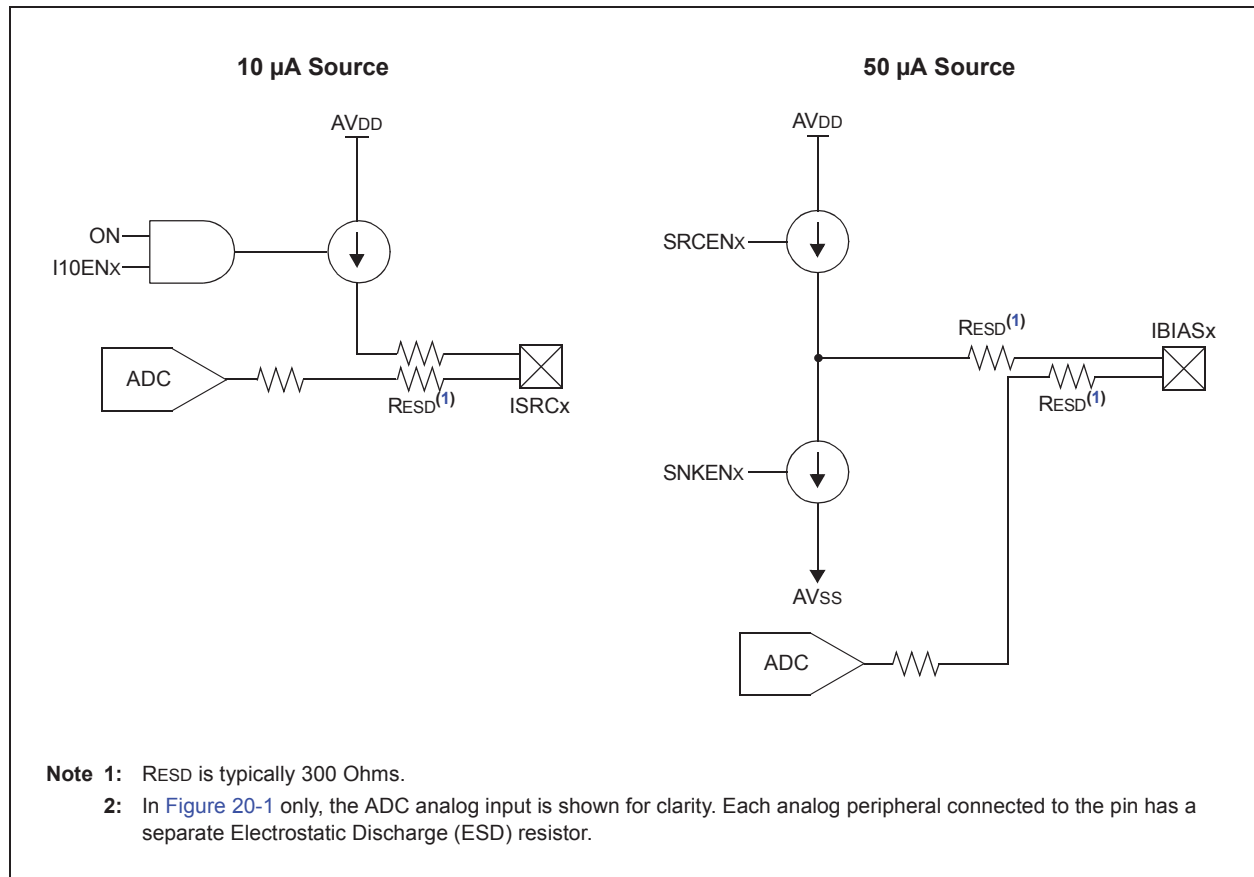 10 µA Source
AVDD
ON
I10ENx
ADC
RESD(1)
ISRCx
50 µA Source
AVDD
SRCENx
RESD(1)
IBIASx
RESD(1)
SNKENx
AVSS
ADC
Note 1: RESD is typically 300 Ohms.
2: In Figure 20-1 only, the ADC analog input is shown for clarity. Each analog peripheral connected to the pin has a
separate Electrostatic Discharge (ESD) resistor.